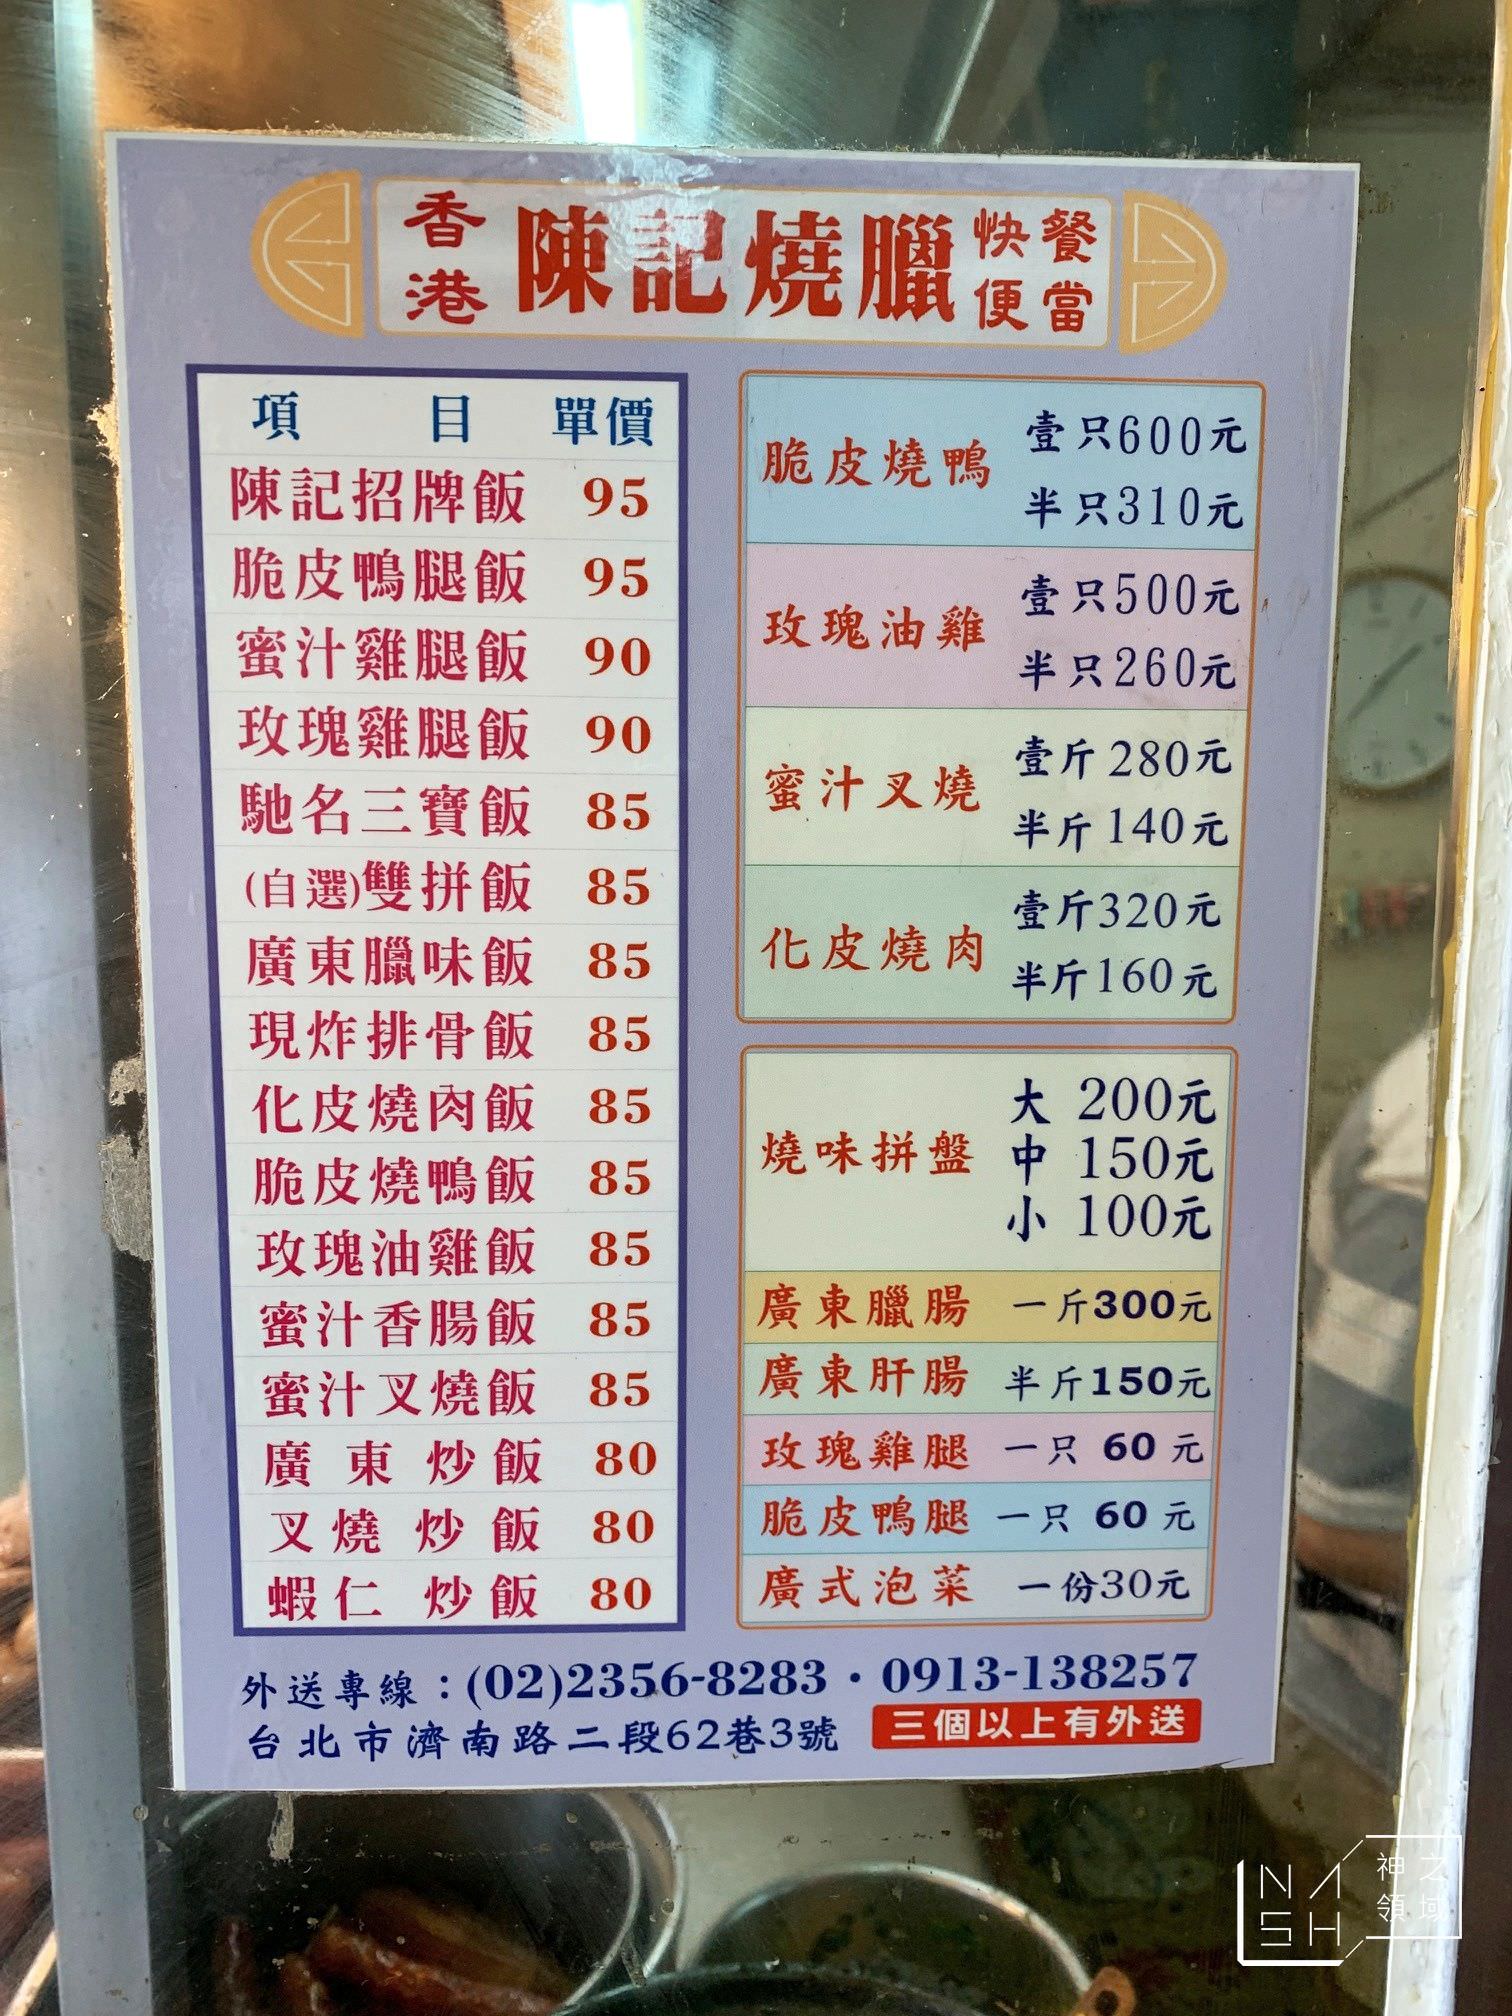 香港 陳記燒臘 快餐便當
項目 單價
陳記招牌飯 95
脆皮鴨腿飯 95
蜜汁雞腿飯 90
玫瑰雞腿飯 90
馳名三寶飯 85
(自選)雙拼飯 85
廣東臘味飯 85
現炸排骨飯 85
化皮燒肉飯 85
脆皮燒鴨飯 85
玫瑰油雞飯 85
蜜汁香腸飯 85
蜜汁叉燒飯 85
廣東炒飯 80
叉燒炒飯 80
蝦仁炒飯 80
脆皮燒鴨 壹只600元
半只310元
玫瑰油雞 壹只500元
半只260元
蜜汁叉燒 壹斤280元
半斤140元
化皮燒肉 壹斤320元
半斤160元
燒味拼盤 大 200元
中 150元
小 100元
廣東臘腸 一斤300元
廣東肝腸 半斤150元
玫瑰雞腿 一只 60 元
脆皮鴨腿 一只 60 元
廣式泡菜 一份30元
外送專線：(02)2356-8283・0913-138257
台北市濟南路二段62巷3號 三個以上有外送
NASH 神之領域